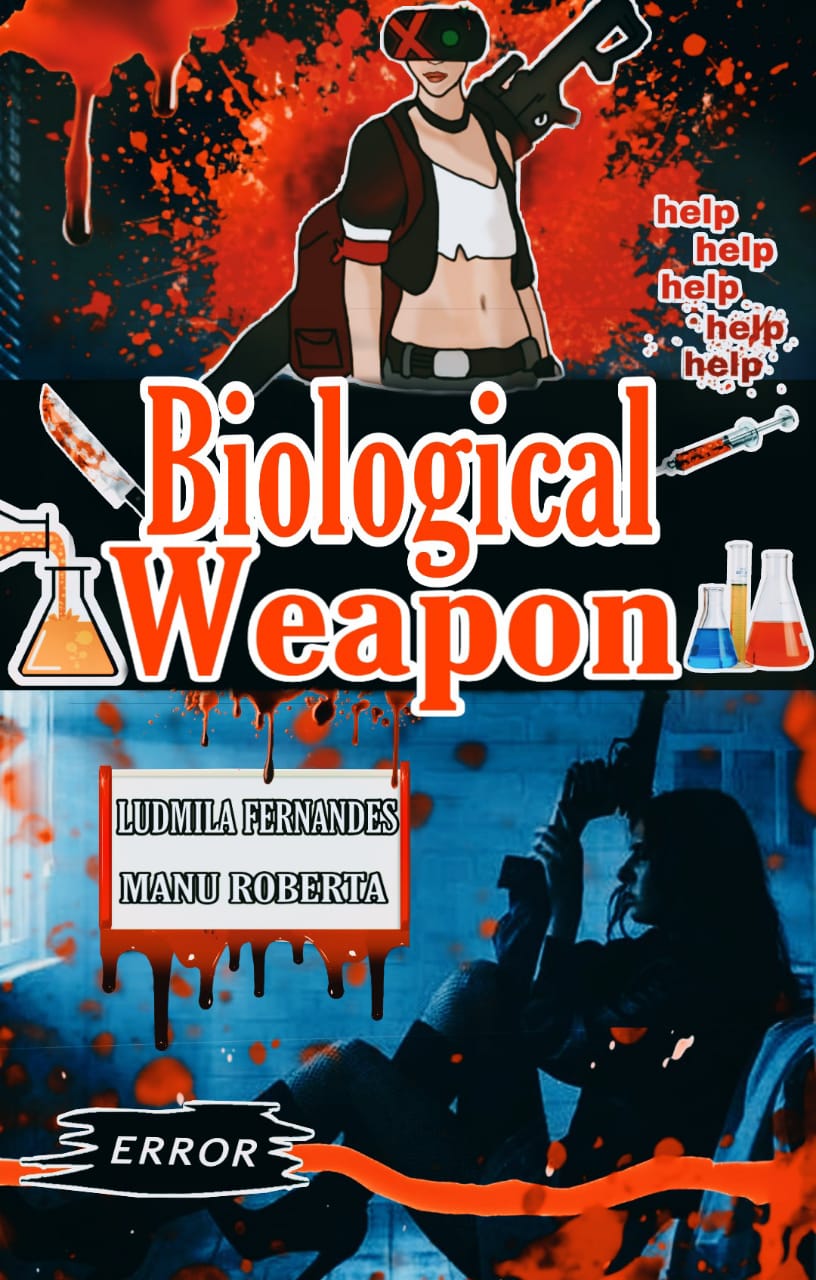 help
help
help
help
help
Biological
Weapon
LUDMILA FERNANDES
MANU ROBERTA
ERROR